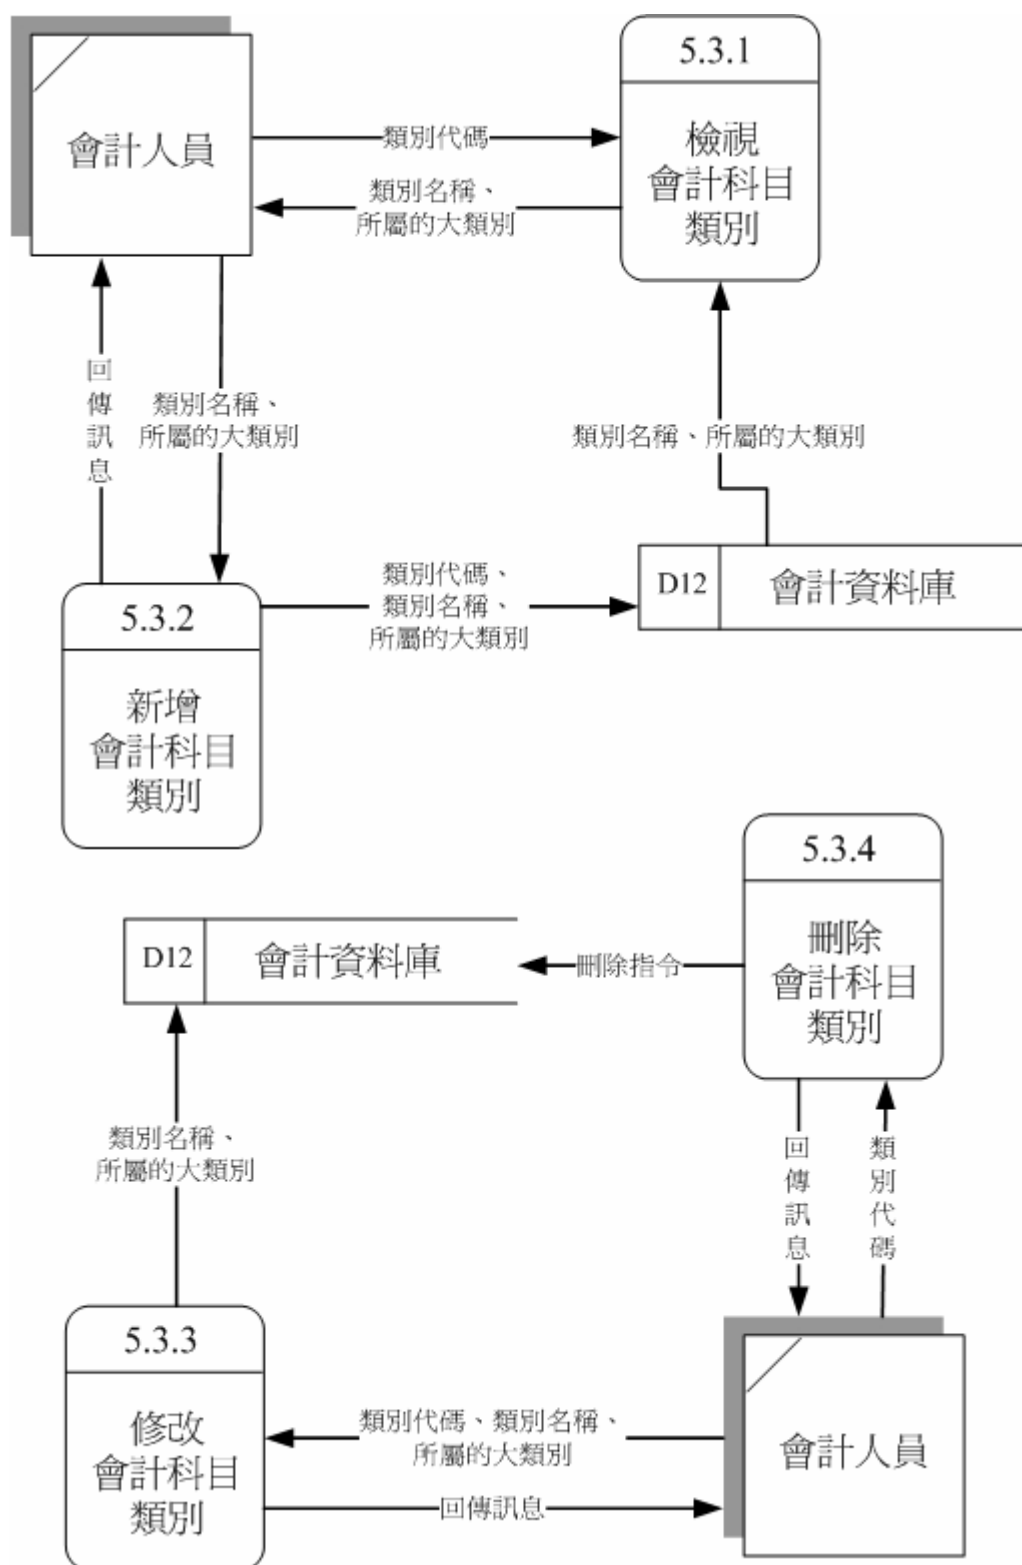 會計人員
5.3.1
檢視
會計科目
類別
類別代碼
類別名稱、
所屬的大類別
回
傳
訊
息
類別名稱、
所屬的大類別
類別名稱、所屬的大類別
5.3.2
新增
會計科目
類別
類別代碼、
類別名稱、
所屬的大類別
D12 會計資料庫
5.3.4
刪除
會計科目
類別
D12 會計資料庫
刪除指令
類別名稱、
所屬的大類別
回
傳
訊
息
類
別
代
碼
5.3.3
修改
會計科目
類別
類別代碼、類別名稱、
所屬的大類別
回傳訊息
會計人員